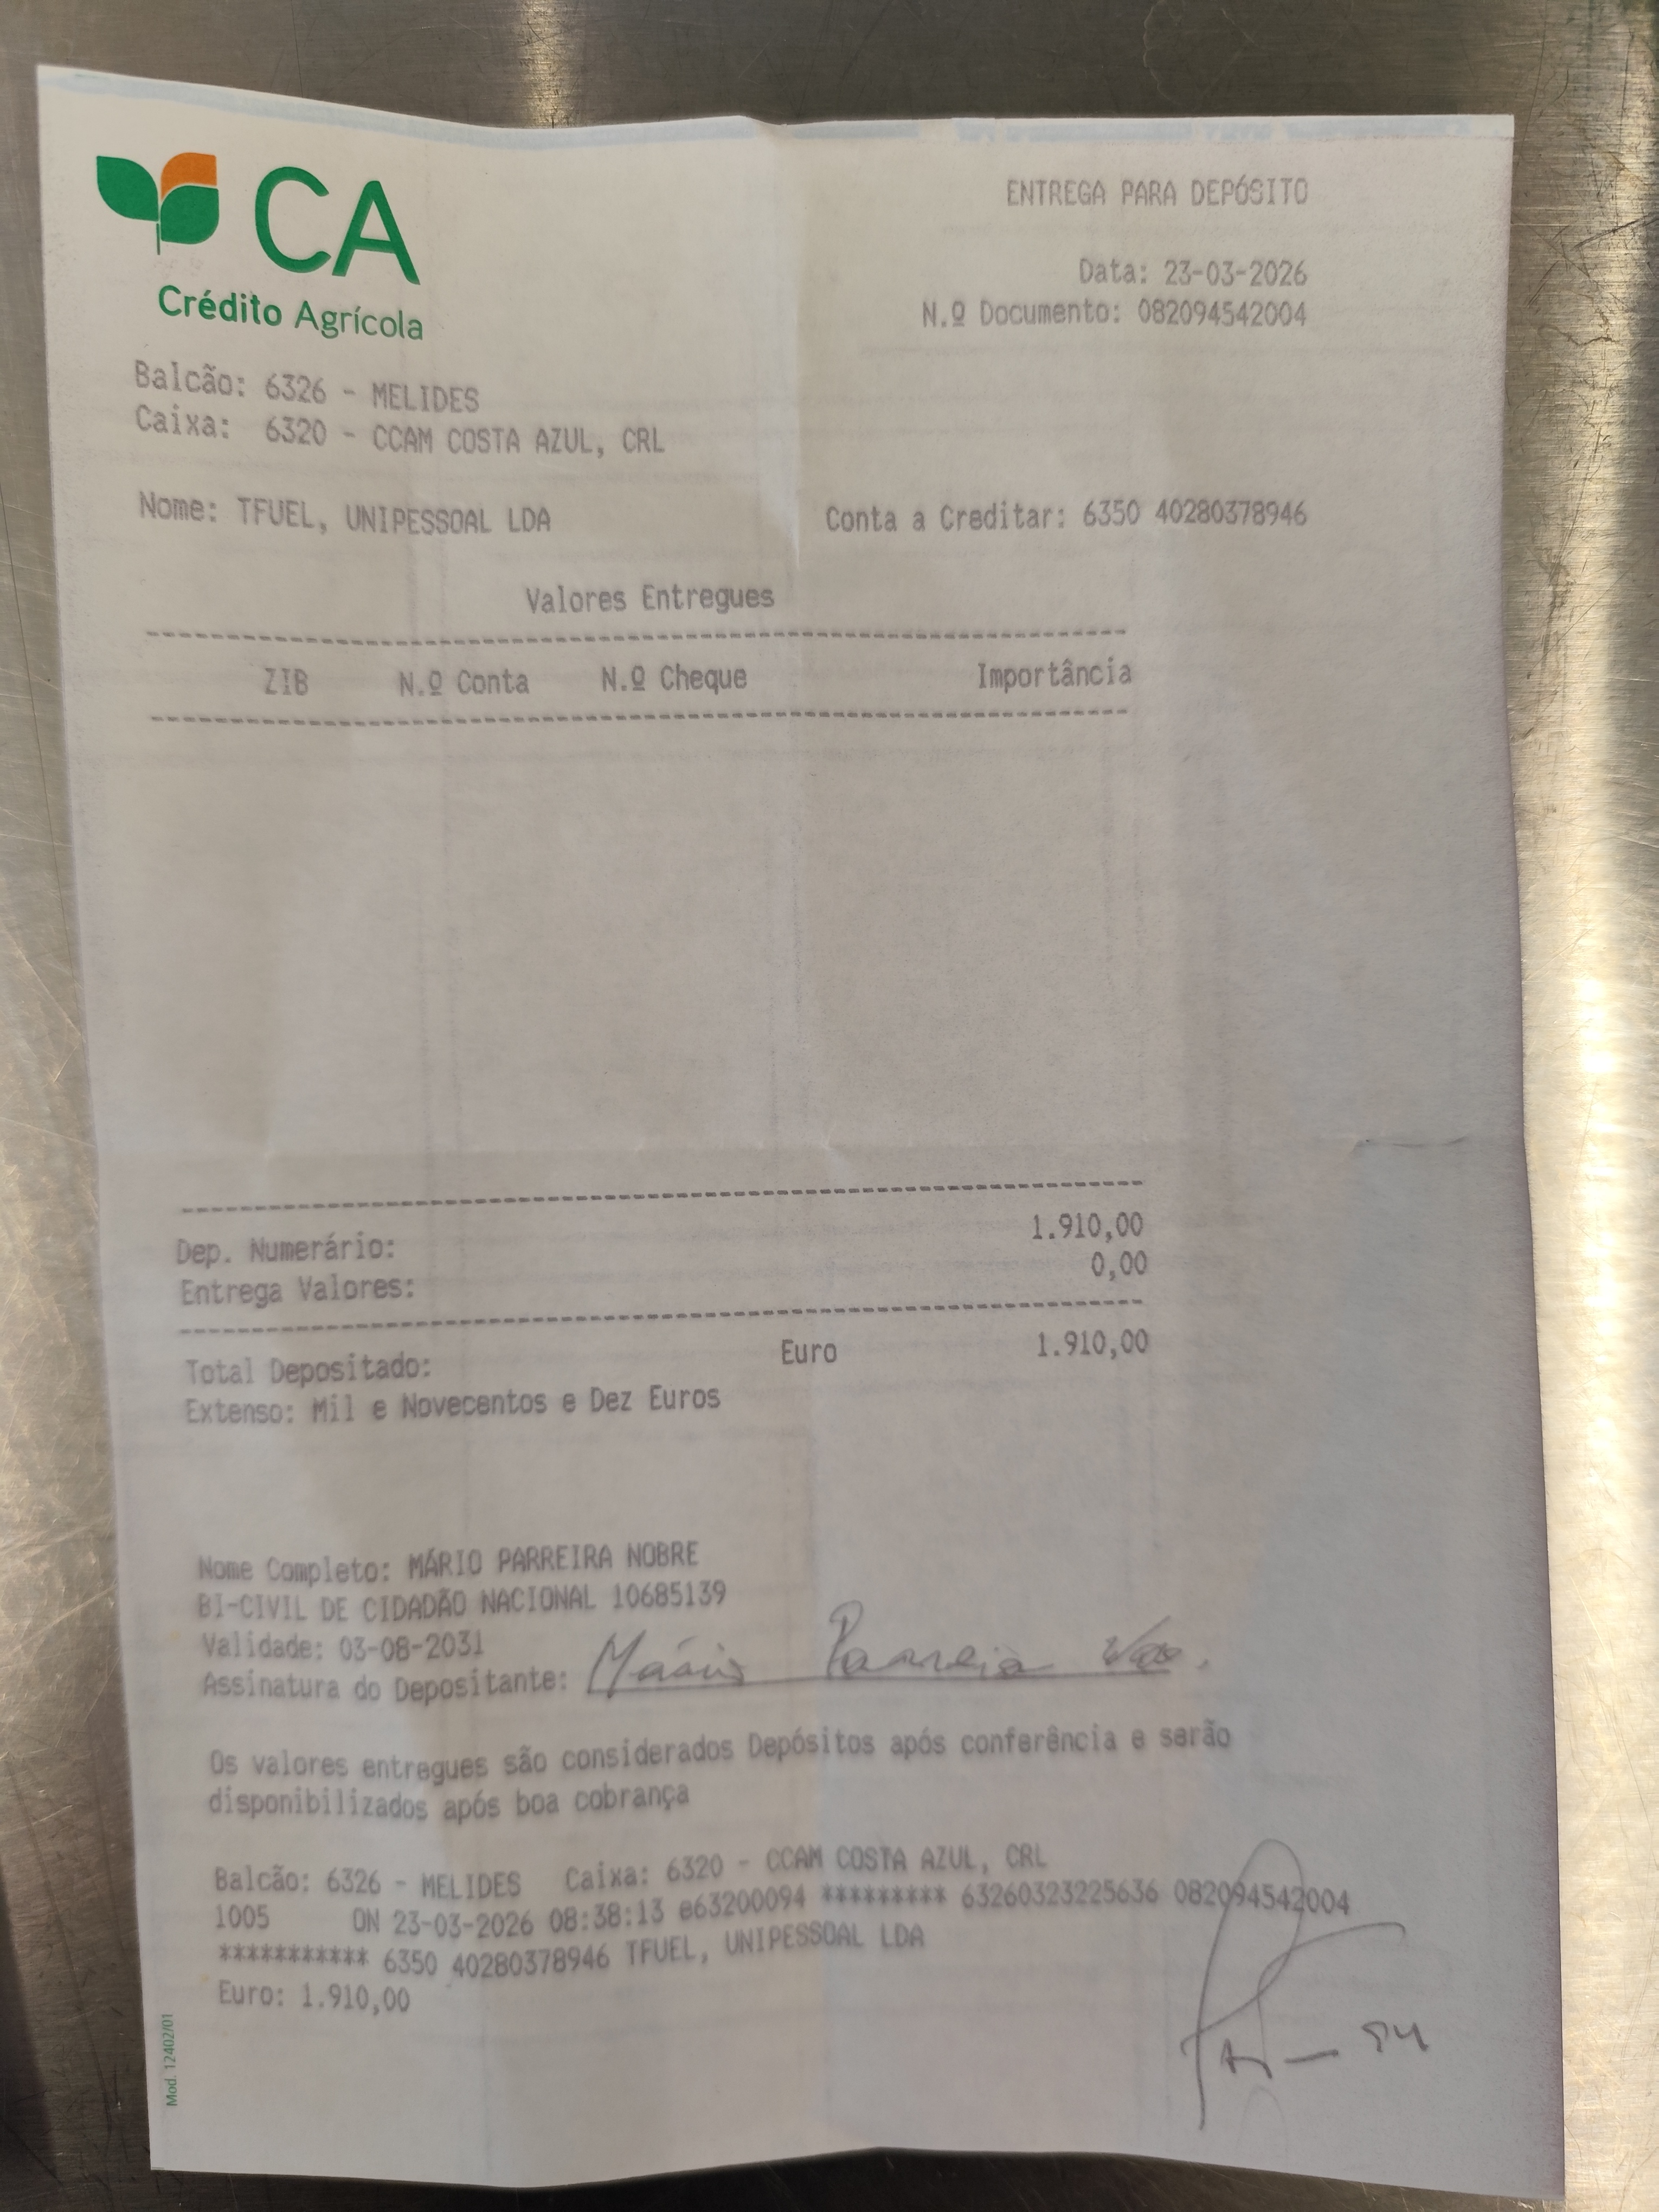 CA
Crédito Agrícola
ENTREGA PARA DEPÓSITO
Data: 23-03-2026
N.º Documento: 082094542004
Balcão: 6326 - MELIDES
Caixa: 6320 - CCAM COSTA AZUL, CRL
Nome: TFUEL, UNIPESSOAL LDA Conta a Creditar: 6350 40280378946
Valores Entregues
ZIB N.º Conta N.º Cheque Importância
Dep. Numerário: 1.910,00
Entrega Valores: 0,00
Total Depositado: Euro 1.910,00
Extenso: Mil e Novecentos e Dez Euros
Nome Completo: MÁRIO PARREIRA NOBRE
BI-CIVIL DE CIDADÃO NACIONAL 10685139
Validade: 03-08-2031
Assinatura do Depositante: Mário Parreira
Os valores entregues são considerados Depósitos após conferência e serão
disponibilizados após boa cobrança
Balcão: 6326 - MELIDES Caixa: 6320 - CCAM COSTA AZUL, CRL
1005 ON 23-03-2026 08:38:13 e63200094 ********* 63260323225636 082094542004
*********** 6350 40280378946 TFUEL, UNIPESSOAL LDA
Euro: 1.910,00
Mod. 12402/01